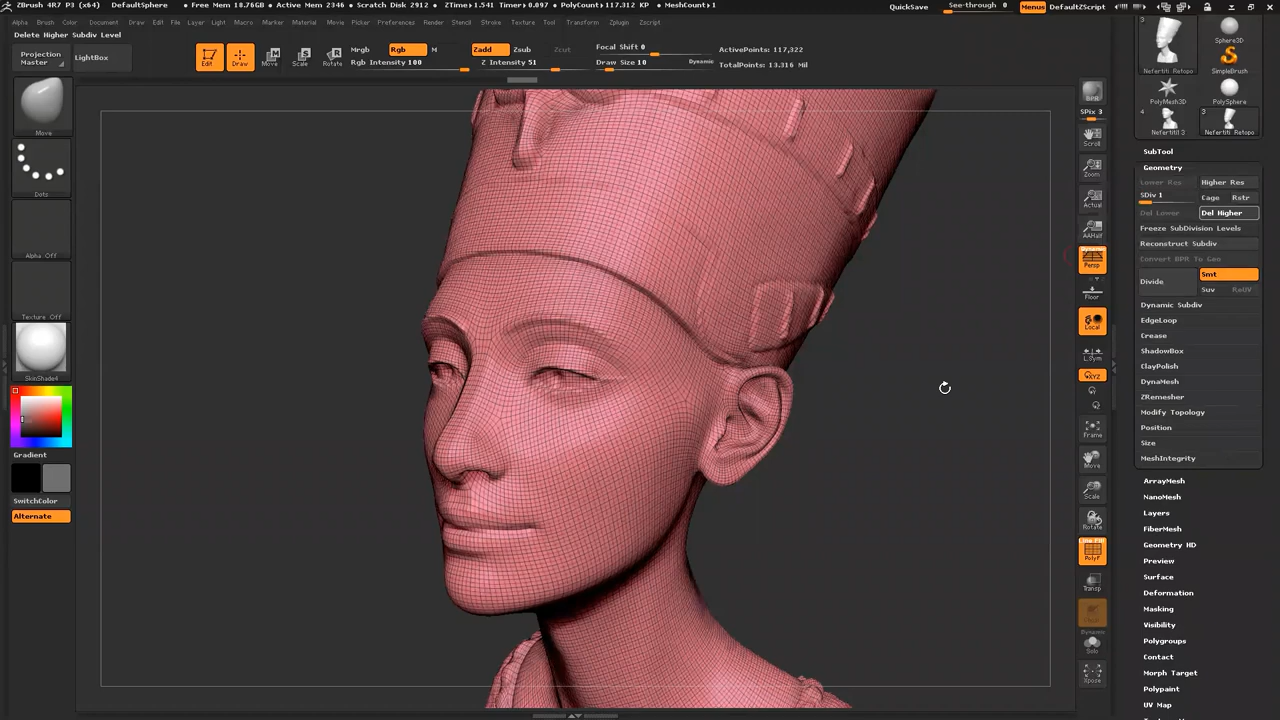 ZBrush 4R7 P3 (x64) DefaultSphere • Free Mem 18.76GB • Active Mem 2346 • Scratch Disk 2912 • ZTime▸1.541 Timer▸0.097 • PolyCount▸117.312 KP • MeshCount▸1 QuickSave See-through 0 Menus DefaultZScript
Alpha Brush Color Document Draw Edit File Layer Light Macro Marker Material Movie Picker Preferences Render Stencil Stroke Texture Tool Transform Zplugin Zscript
Delete Higher Subdiv Level
Projection
Master
LightBox
Edit Draw Move Scale Rotate
Mrgb Rgb M
Rgb Intensity 100
Zadd Zsub Zcut
Z Intensity 51
Focal Shift 0
Draw Size 10
Dynamic
ActivePoints: 117,322
TotalPoints: 13.316 Mil
Move
Dots
Alpha Off
Texture Off
SkinShade4
Gradient
SwitchColor
Alternate
BPR
SPix 3
Scroll
Zoom
Actual
AAHalf
Dynamic
Persp
Floor
Local
L.Sym
XYZ
Frame
Move
Scale
Rotate
Line Fill
PolyF
Transp
Dynamic
Solo
Xpose
3
Nefertiti Retopo
Sphere3D
SimpleBrush
PolyMesh3D
PolySphere
4
3
Nefertiti 3
Nefertiti Retopo
SubTool
Geometry
Lower Res Higher Res
SDiv 1
Cage Rstr
Del Lower Del Higher
Freeze SubDivision Levels
Reconstruct Subdiv
Convert BPR To Geo
Divide
Smt
Suv ReUV
Dynamic Subdiv
EdgeLoop
Crease
ShadowBox
ClayPolish
DynaMesh
ZRemesher
Modify Topology
Position
Size
MeshIntegrity
ArrayMesh
NanoMesh
Layers
FiberMesh
Geometry HD
Preview
Surface
Deformation
Masking
Visibility
Polygroups
Contact
Morph Target
Polypaint
UV Map